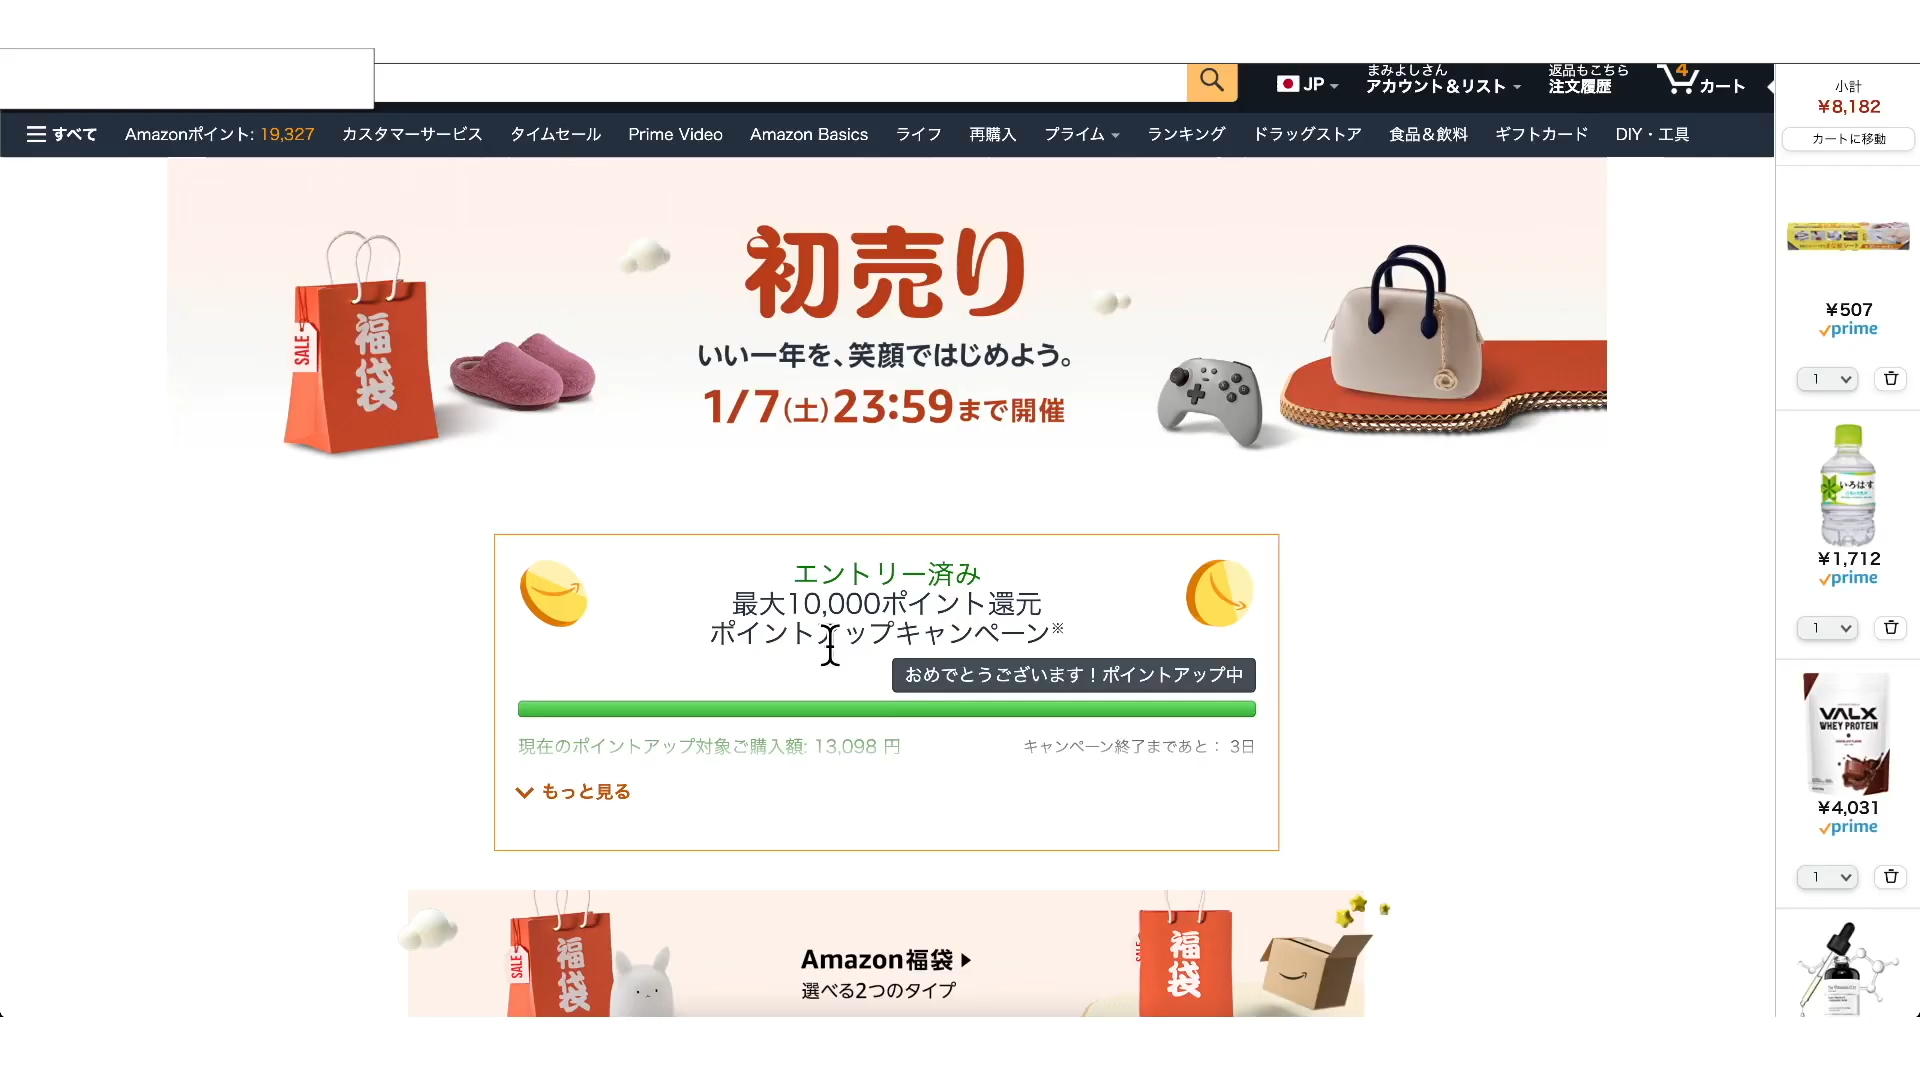 JP
まみよしさん
アカウント＆リスト
返品もこちら
注文履歴
4
カート
すべて
Amazonポイント: 19,327
カスタマーサービス
タイムセール
Prime Video
Amazon Basics
ライフ
再購入
プライム
ランキング
ドラッグストア
食品＆飲料
ギフトカード
DIY・工具
小計
¥8,182
カートに移動
SALE
福袋
初売り
いい一年を、笑顔ではじめよう。
1/7(土)23:59まで開催
エントリー済み
最大10,000ポイント還元
ポイントアップキャンペーン※
おめでとうございます！ポイントアップ中
現在のポイントアップ対象ご購入額: 13,098 円
キャンペーン終了まであと： 3日
もっと見る
SALE
福袋
Amazon福袋
選べる2つのタイプ
福袋
¥507
prime
1
いろはす
¥1,712
prime
1
VALX
WHEY PROTEIN
¥4,031
prime
1